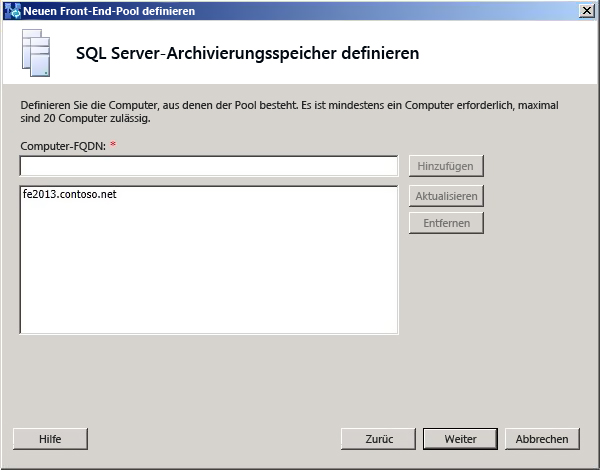 Neuen Front-End-Pool definieren
SQL Server-Archivierungsspeicher definieren
Definieren Sie die Computer, aus denen der Pool besteht. Es ist mindestens ein Computer erforderlich, maximal
sind 20 Computer zulässig.
Computer-FQDN: *
Hinzufügen
fe2013.contoso.net
Aktualisieren
Entfernen
Hilfe
Zurüc
Weiter
Abbrechen